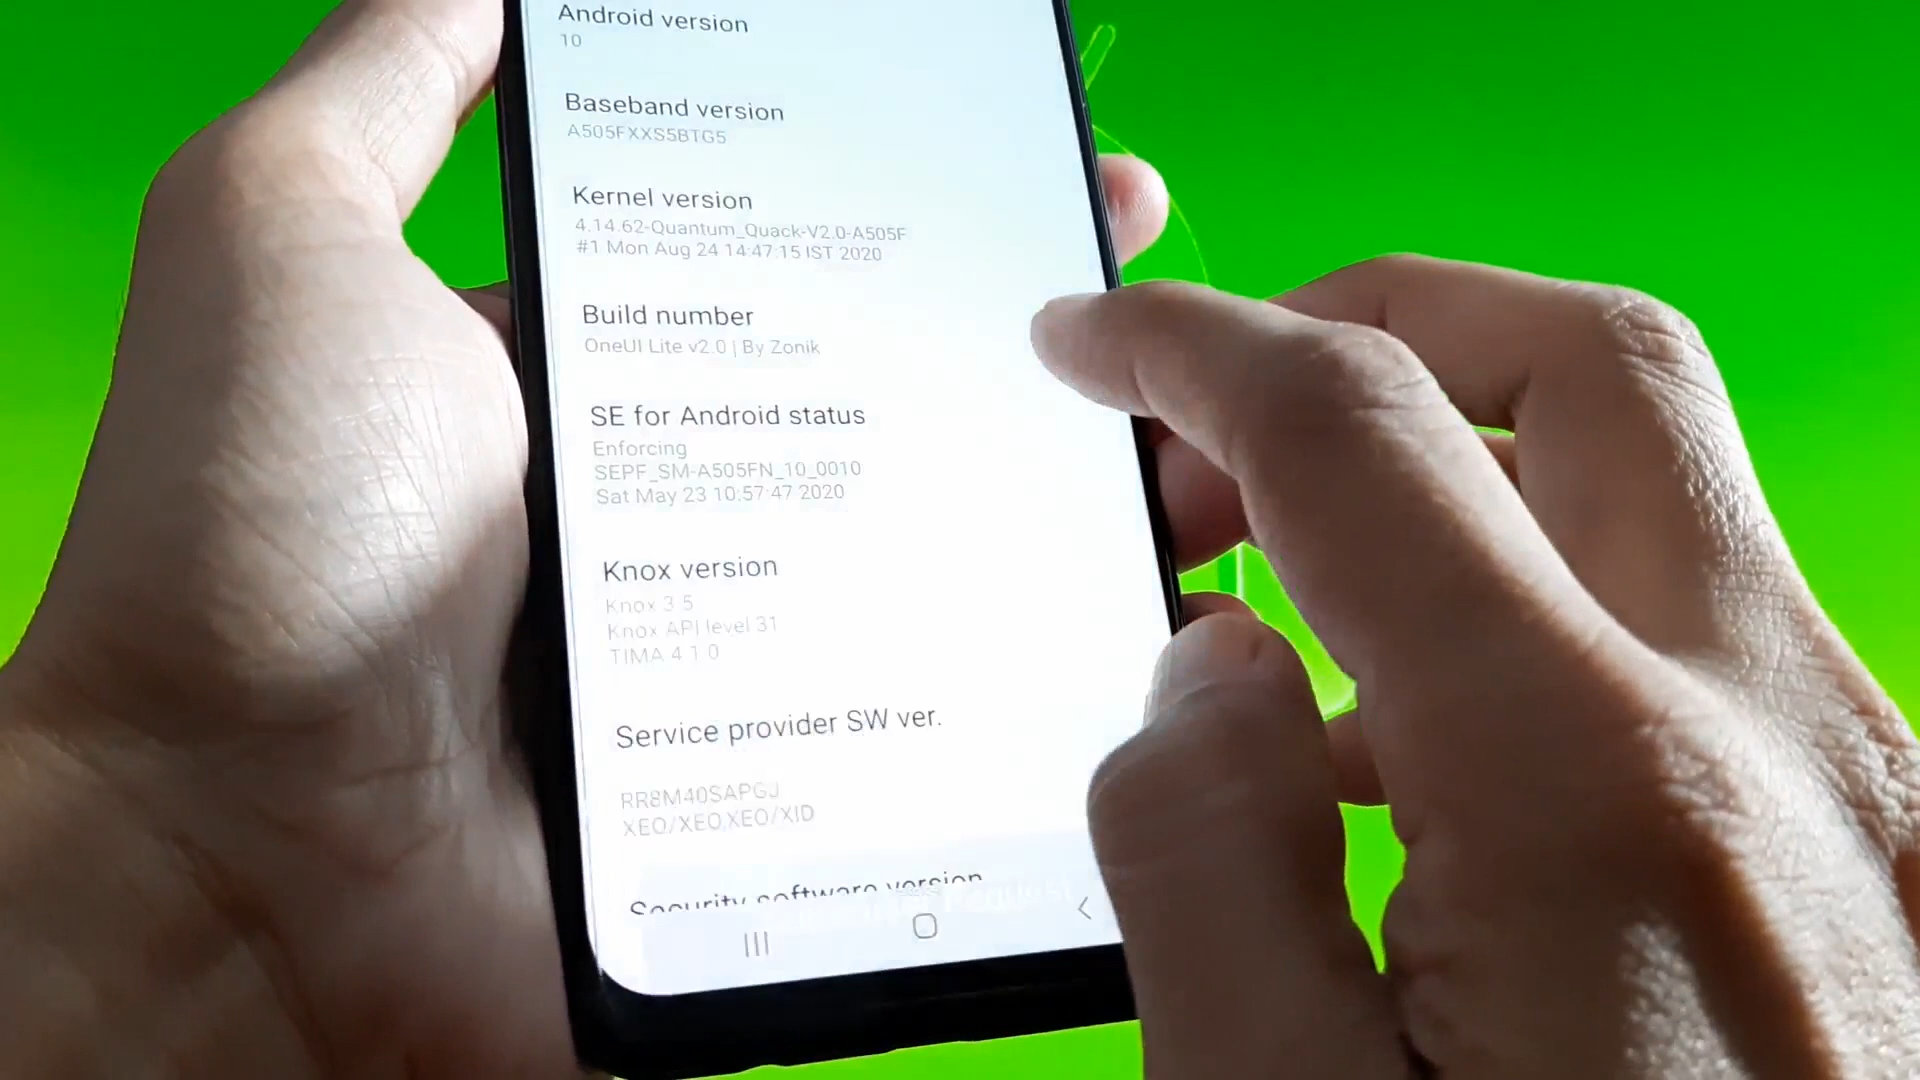 Android version
10
Baseband version
A505FXXS5BTG5
Kernel version
4.14.62-Quantum_Quack-V2.0-A505F
#1 Mon Aug 24 14:47:15 IST 2020
Build number
OneUI Lite v2.0 | By Zonik
SE for Android status
Enforcing
SEPF_SM-A505FN_10_0010
Sat May 23 10:57:47 2020
Knox version
Knox 3.5
Knox API level 31
TIMA 4.1.0
Service provider SW ver.
RR8M40SAPGJ
XEO/XEO,XEO/XID
Security software version